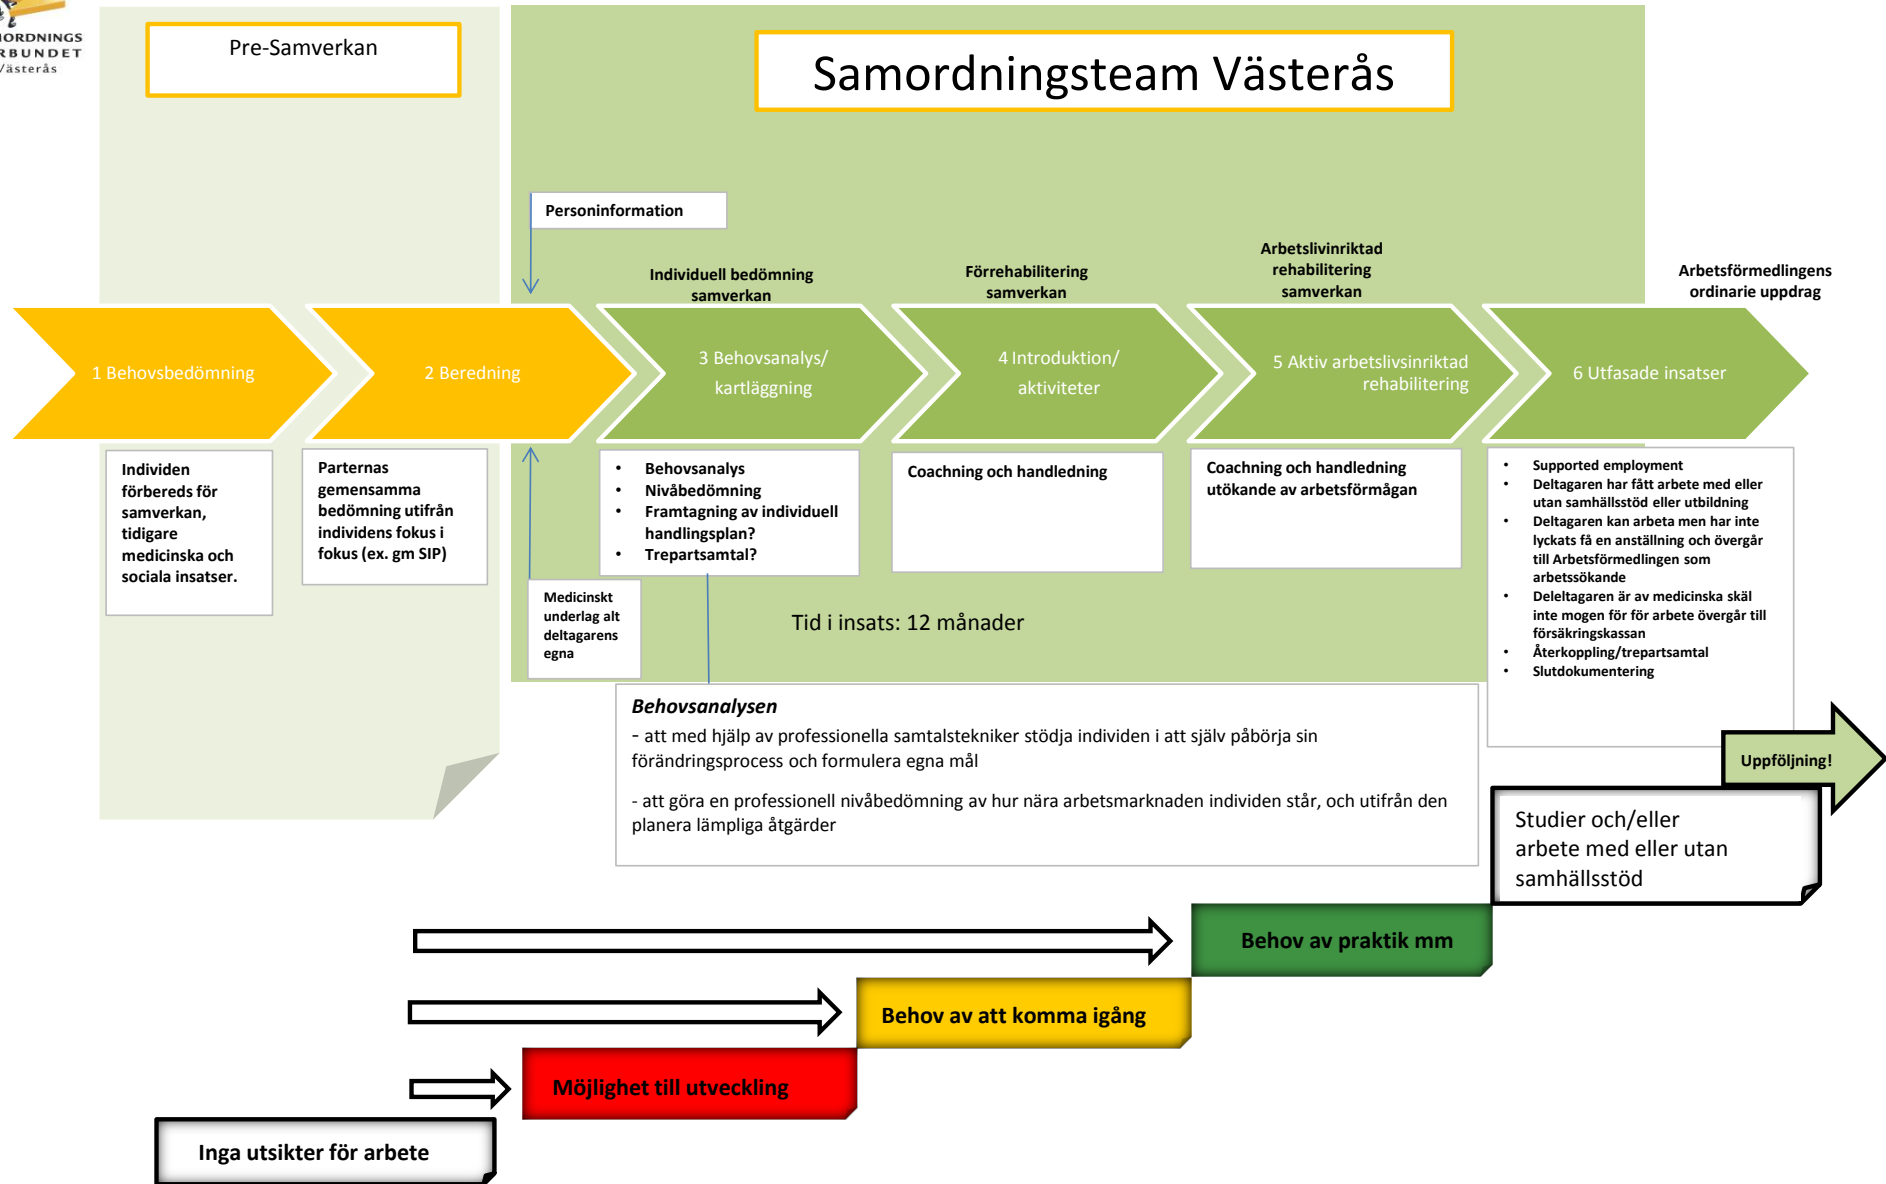 Västerås
Pre-Samverkan
Samordningsteam Västerås
Personinformation
Individuell bedömning
samverkan
Förrehabilitering
samverkan
Arbetslivinriktad
rehabilitering
samverkan
Arbetsförmedlingens
ordinarie uppdrag
1 Behovsbedömning
2 Beredning
3 Behovsanalys/
kartläggning
4 Introduktion/
aktiviteter
5 Aktiv arbetslivsinriktad
rehabilitering
6 Utfasade insatser
Individen
förbereds för
samverkan,
tidigare
medicinska och
sociala insatser.
Parternas
gemensamma
bedömning utifrån
individens fokus i
fokus (ex. gm SIP)
Medicinskt
underlag alt
deltagarens
egna
• Behovsanalys
• Nivåbedömning
• Framtagning av individuell
handlingsplan?
• Trepartsamtal?
Coachning och handledning
Coachning och handledning
utökande av arbetsförmågan
• Supported employment
• Deltagaren har fått arbete med eller
utan samhällsstöd eller utbildning
• Deltagaren kan arbeta men har inte
lyckats få en anställning och övergår
till Arbetsförmedlingen som
arbetssökande
• Deleltagaren är av medicinska skäl
inte mogen för för arbete övergår till
försäkringskassan
• Återkoppling/trepartsamtal
• Slutdokumentering
Tid i insats: 12 månader
Behovsanalysen
- att med hjälp av professionella samtalstekniker stödja individen i att själv påbörja sin
förändringsprocess och formulera egna mål
- att göra en professionell nivåbedömning av hur nära arbetsmarknaden individen står, och utifrån den
planera lämpliga åtgärder
Uppföljning!
Studier och/eller
arbete med eller utan
samhällsstöd
Behov av praktik mm
Behov av att komma igång
Möjlighet till utveckling
Inga utsikter för arbete